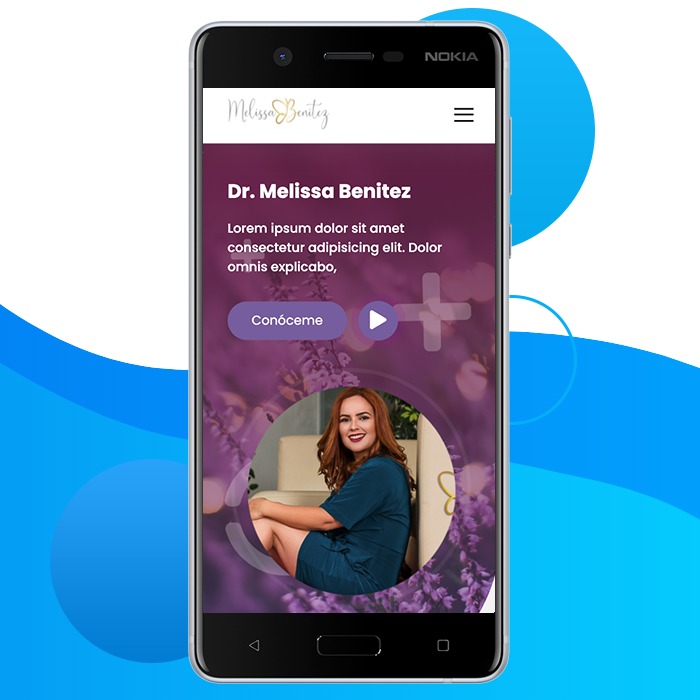 NOKIA
Melissa Benitez
Dr. Melissa Benitez
Lorem ipsum dolor sit amet
consectetur adipisicing elit. Dolor
omnis explicabo,
Conóceme